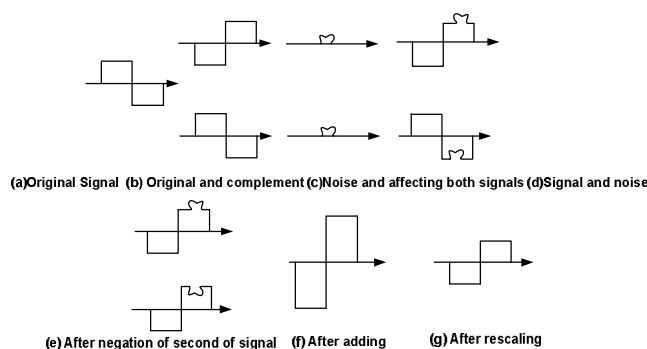 (a)Original Signal (b) Original and complement (c)Noise and affecting both signals (d)Signal and noise
(e) After negation of second of signal (f) After adding (g) After rescaling